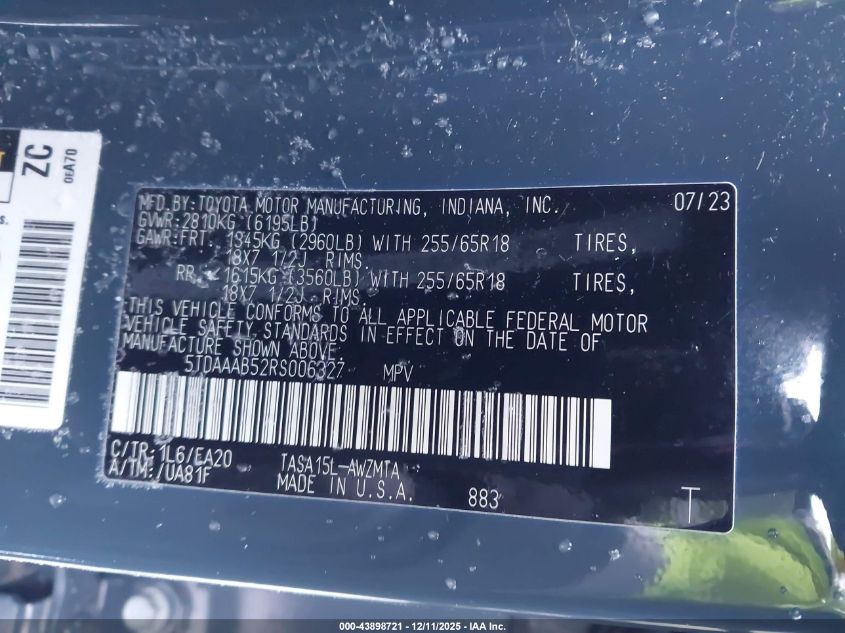 ZC
0EA70
s.
MFD.BY:TOYOTA MOTOR MANUFACTURING, INDIANA, INC. 07/23
GVWR:2810KG (6195LB)
GAWR:FRT. 1345KG (2960LB) WITH 255/65R18 TIRES,
18X7 1/2J RIMS
RR. 1615KG (3560LB) WITH 255/65R18 TIRES,
18X7 1/2J RIMS.
THIS VEHICLE CONFORMS TO ALL APPLICABLE FEDERAL MOTOR
VEHICLE SAFETY STANDARDS IN EFFECT ON THE DATE OF
MANUFACTURE SHOWN ABOVE.
5TDAAAB52RS006327 MPV
C/TR:1L6/EA20 TASA15L-AWZMTA
A/TM: /UA81F MADE IN U.S.A. 883 T
000-43898721 - 12/11/2025 - IAA Inc.